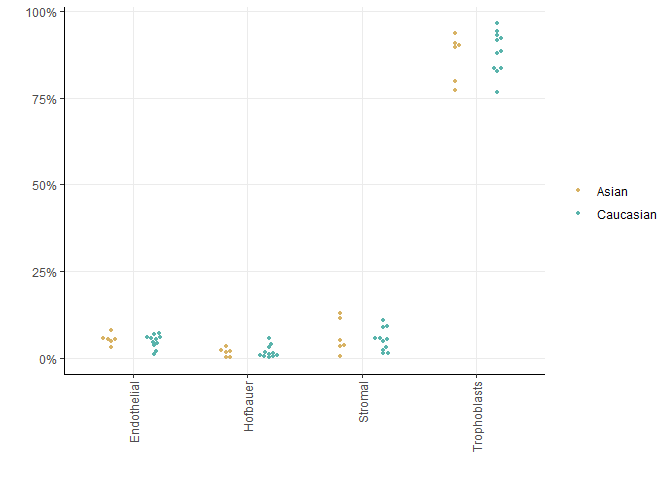 100%
75%
50%
25%
0%
Endothelial
Hofbauer
Stromal
Trophoblasts
Asian
Caucasian